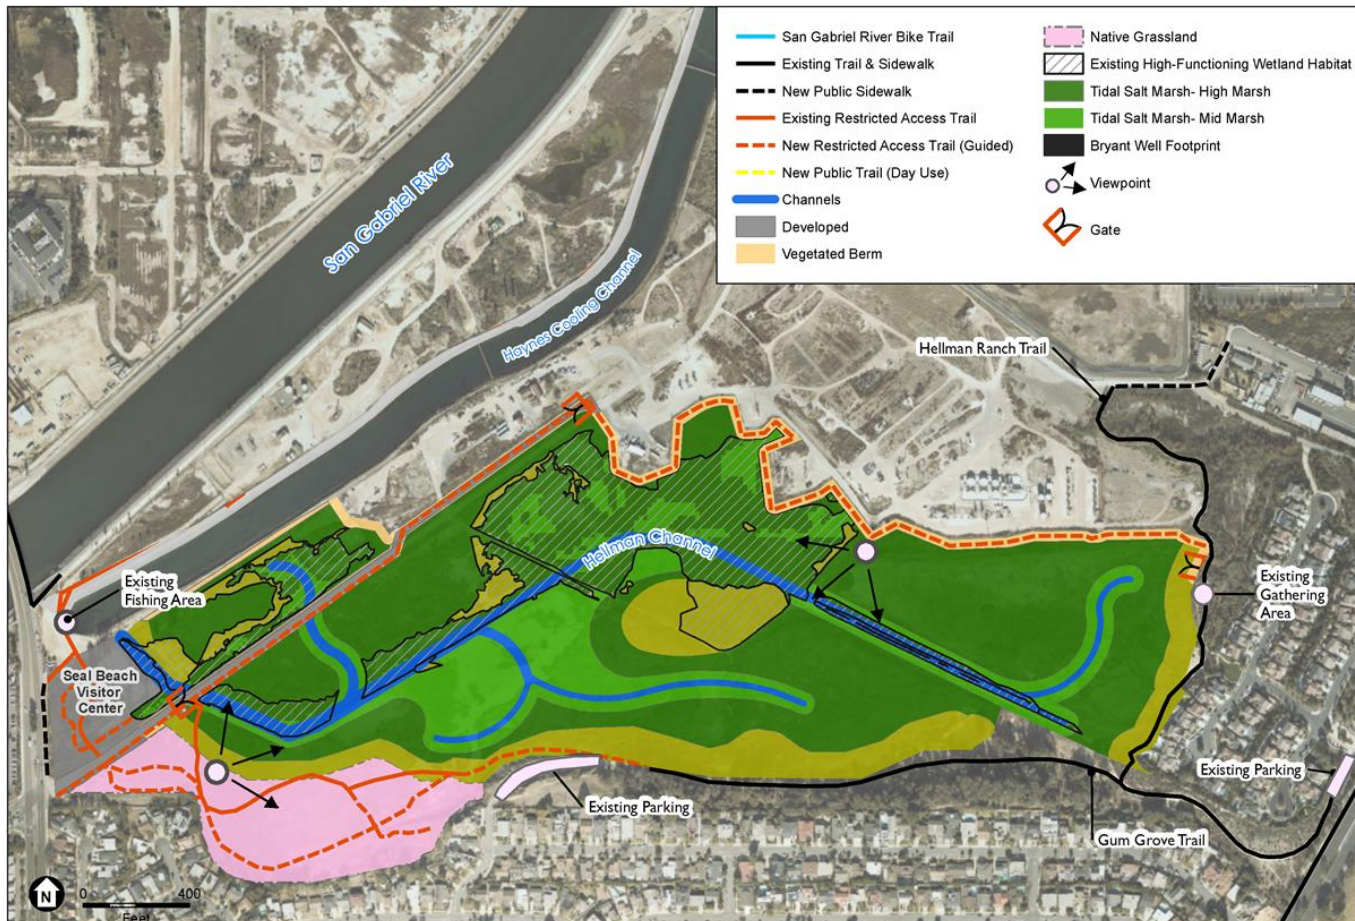 San Gabriel River Bike Trail
Existing Trail & Sidewalk
New Public Sidewalk
Existing Restricted Access Trail
New Restricted Access Trail (Guided)
New Public Trail (Day Use)
Channels
Developed
Vegetated Berm
Native Grassland
Existing High-Functioning Wetland Habitat
Tidal Salt Marsh- High Marsh
Tidal Salt Marsh- Mid Marsh
Bryant Well Footprint
Viewpoint
Gate
San Gabriel River
Haynes Cooling Channel
Hellman Ranch Trail
Hellman Channel
Existing
Fishing Area
Existing
Gathering
Area
Seal Beach
Visitor
Center
Existing Parking
Existing Parking
Gum Grove Trail
N
0 400
Feet